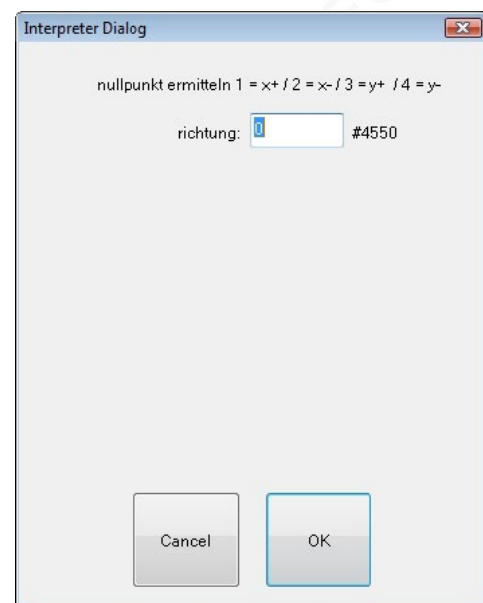 Interpreter Dialog
nullpunkt ermitteln 1 = x+ / 2 = x- / 3 = y+ / 4 = y-
richtung: 0 #4550
Cancel OK